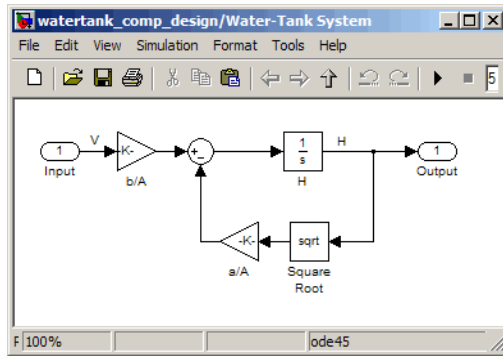 watertank_comp_design/Water-Tank System
File Edit View Simulation Format Tools Help
5
1
Input
V
-K-
b/A
+
-
1
s
H
H
1
Output
-K-
a/A
sqrt
Square
Root
F 100%
ode45